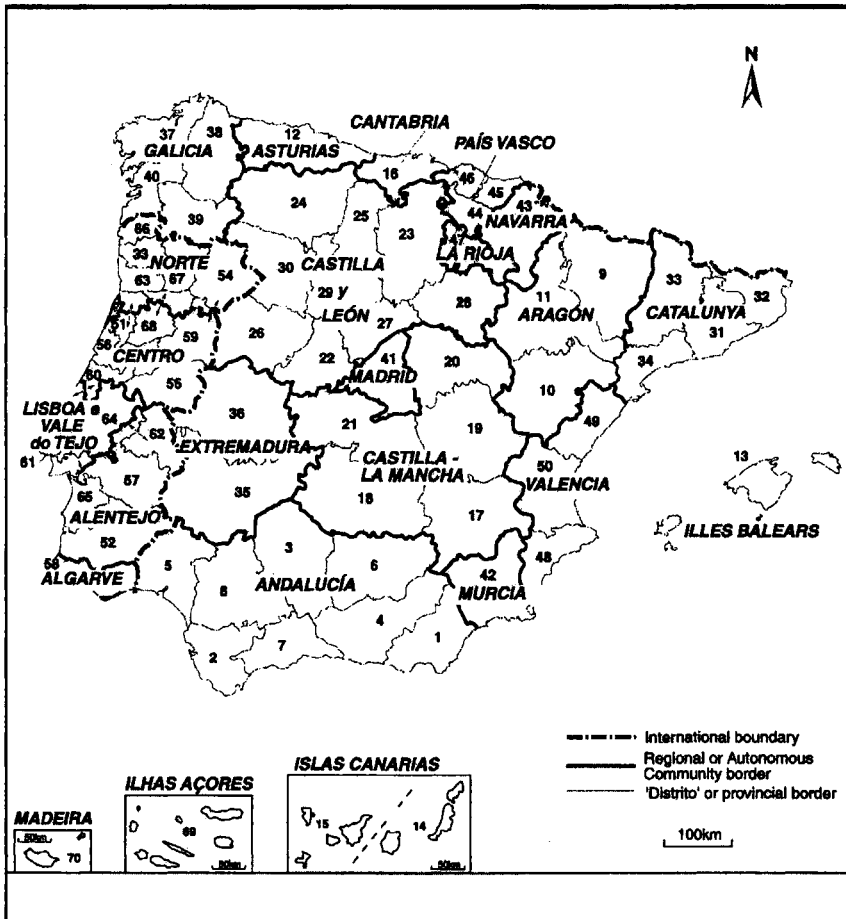 N
CANTABRIA
PAÍS VASCO
37
38
12
GALICIA
ASTURIAS
16
46
45
40
43
24
44
NAVARRA
25
39
23
66
47
LA RIOJA
33
NORTE
54
30
CASTILLA
9
33
63
67
29
y
11
32
28
ARAGÓN
CATALUNYA
51
68
59
LEÓN
27
31
56
26
CENTRO
22
41
20
34
MADRID
60
55
10
36
LISBOA
VALE
do TEJO
64
62
21
19
49
EXTREMADURA
61
57
CASTILLA -
LA MANCHA
50
13
VALENCIA
65
35
18
ALENTEJO
17
ILLES BALEARS
52
3
48
58
5
6
42
ALGARVE
8
ANDALUCÍA
MURCIA
4
1
2
7
International boundary
Regional or Autonomous
Community border
'Distrito' or provincial border
100km
ISLAS CANARIAS
15
14
50km
ILHAS AÇORES
69
50km
MADEIRA
50km
70